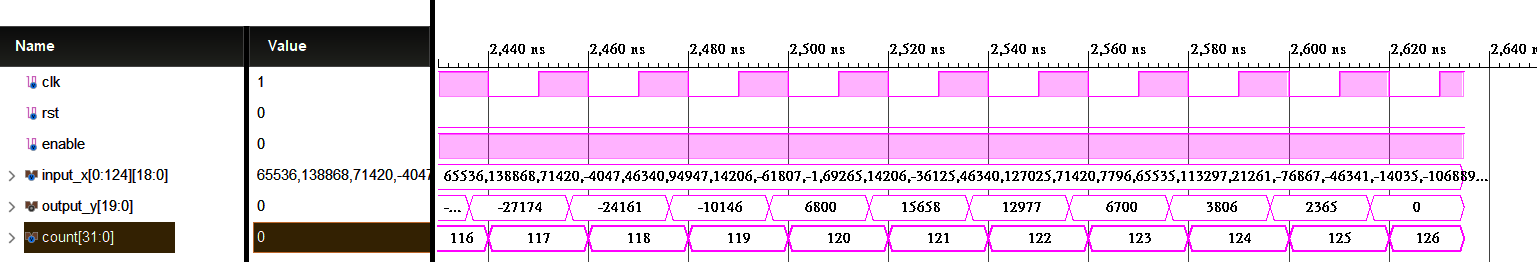 Name Value
2,440 ns 2,460 ns 2,480 ns 2,500 ns 2,520 ns 2,540 ns 2,560 ns 2,580 ns 2,600 ns 2,620 ns 2,640 ns
clk 1
rst 0
enable 0
input_x[0:124][18:0] 65536,138868,71420,-4047 65536,138868,71420,-4047,46340,94947,14206,-61807,-1,69265,14206,-36125,46340,127025,71420,7796,65535,113297,21261,-76867,-46341,-14035,-106889...
output_y[19:0] 0 -... -27174 -24161 -10146 6800 15658 12977 6700 3806 2365 0
count[31:0] 0 116 117 118 119 120 121 122 123 124 125 126